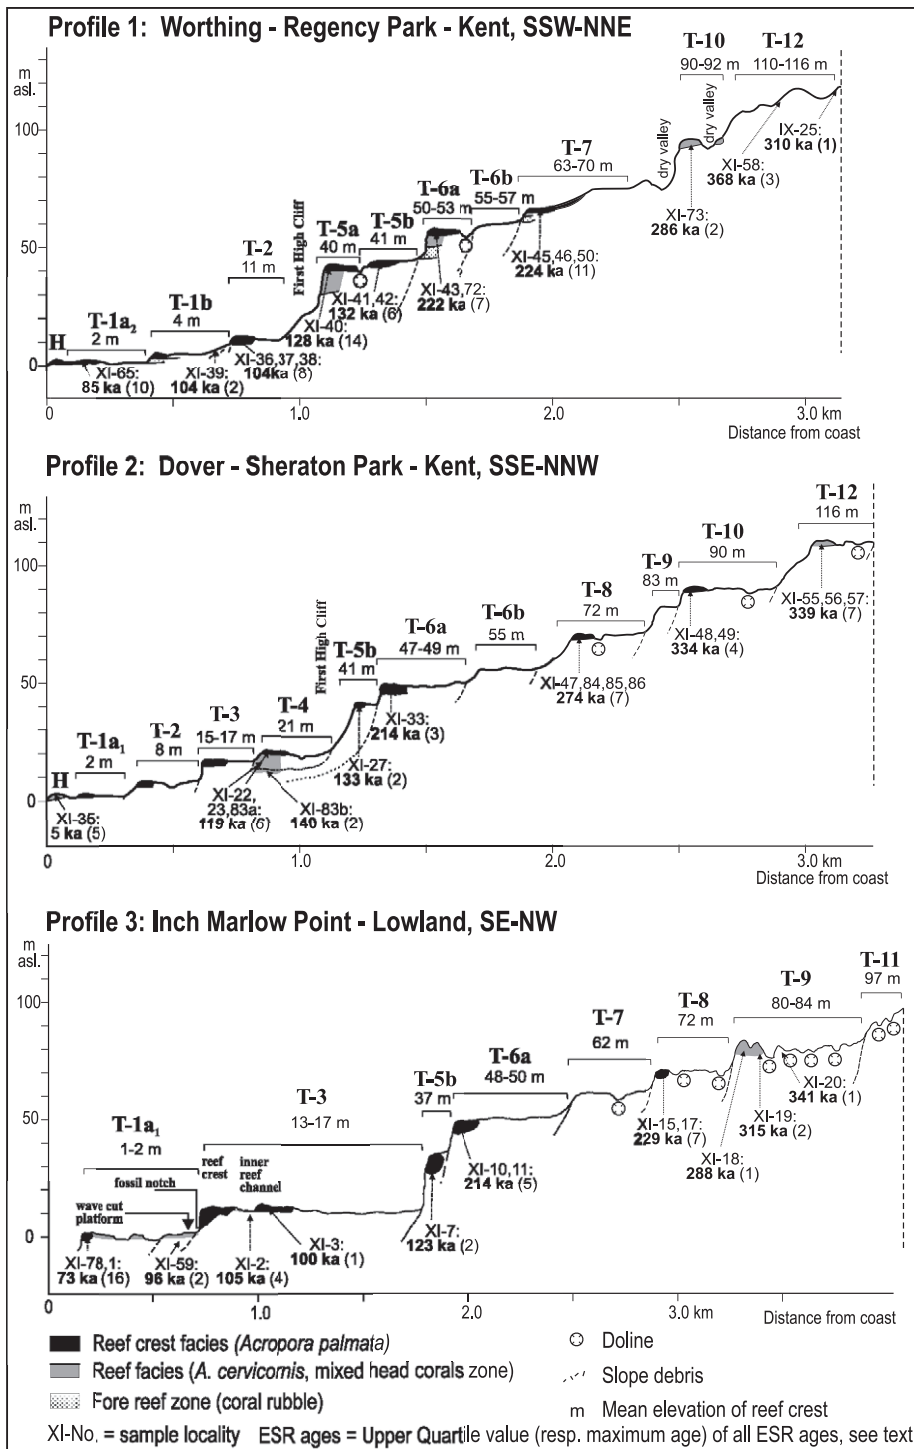 Profile 1: Worthing - Regency Park - Kent, SSW-NNE
m
asl.
100
50
0
H
T-1a2
2 m
T-1b
4 m
T-2
11 m
First High Cliff
T-5a
40 m
T-5b
41 m
T-6a
50-53 m
T-6b
55-57 m
T-7
63-70 m
dry valley
dry valley
T-10
90-92 m
T-12
110-116 m
XI-65:
85 ka (10)
XI-39:
104 ka (2)
XI-36,37,38:
104ka (8)
XI-40:
128 ka (14)
XI-41,42:
132 ka (6)
XI-43,72:
222 ka (7)
XI-45,46,50:
224 ka (11)
XI-73:
286 ka (2)
XI-58:
368 ka (3)
IX-25:
310 ka (1)
0
1.0
2.0
3.0 km
Distance from coast
Profile 2: Dover - Sheraton Park - Kent, SSE-NNW
m
asl.
100
50
0
H
T-1a1
2 m
T-2
8 m
T-3
15-17 m
T-4
21 m
First High Cliff
T-5b
41 m
T-6a
47-49 m
T-6b
55 m
T-8
72 m
T-9
83 m
T-10
90 m
T-12
116 m
XI-35:
5 ka (5)
XI-22,
23,83a:
119 ka (6)
XI-83b:
140 ka (2)
XI-27:
133 ka (2)
XI-33:
214 ka (3)
XI-47,84,85,86
274 ka (7)
XI-48,49:
334 ka (4)
XI-55,56,57:
339 ka (7)
0
1.0
2.0
3.0 km
Distance from coast
Profile 3: Inch Marlow Point - Lowland, SE-NW
m
asl.
100
50
0
T-1a1
1-2 m
fossil notch
wave cut
platform
T-3
13-17 m
reef
crest
inner
reef
channel
T-5b
37 m
T-6a
48-50 m
T-7
62 m
T-8
72 m
T-9
80-84 m
T-11
97 m
XI-78,1:
73 ka (16)
XI-59:
96 ka (2)
XI-2:
105 ka (4)
XI-3:
100 ka (1)
XI-7:
123 ka (2)
XI-10,11:
214 ka (5)
XI-15,17:
229 ka (7)
XI-18:
288 ka (1)
XI-19:
315 ka (2)
XI-20:
341 ka (1)
0
1.0
2.0
3.0 km
Distance from coast
Reef crest facies (Acropora palmata)
Reef facies (A. cervicornis, mixed head corals zone)
Fore reef zone (coral rubble)
Doline
Slope debris
m Mean elevation of reef crest
XI-No. = sample locality ESR ages = Upper Quartile value (resp. maximum age) of all ESR ages, see text